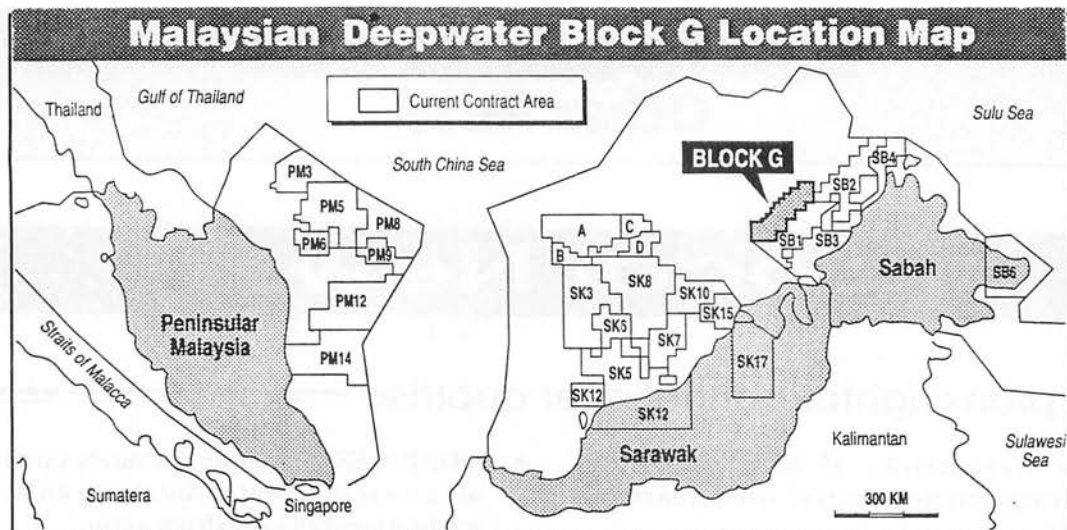 Malaysian Deepwater Block G Location Map
Thailand
Gulf of Thailand
Current Contract Area
South China Sea
Sulu Sea
BLOCK G
PM3
PM5
PM8
PM6
PM9
PM12
PM14
Peninsular
Malaysia
Straits of Malacca
Sumatera
Singapore
A
C
B
D
SK3
SK8
SK10
SK15
SK6
SK7
SK5
SK12
SK12
SK17
Sarawak
SB4
SB2
SB1
SB3
Sabah
SB6
Kalimantan
Sulawesi
Sea
300 KM